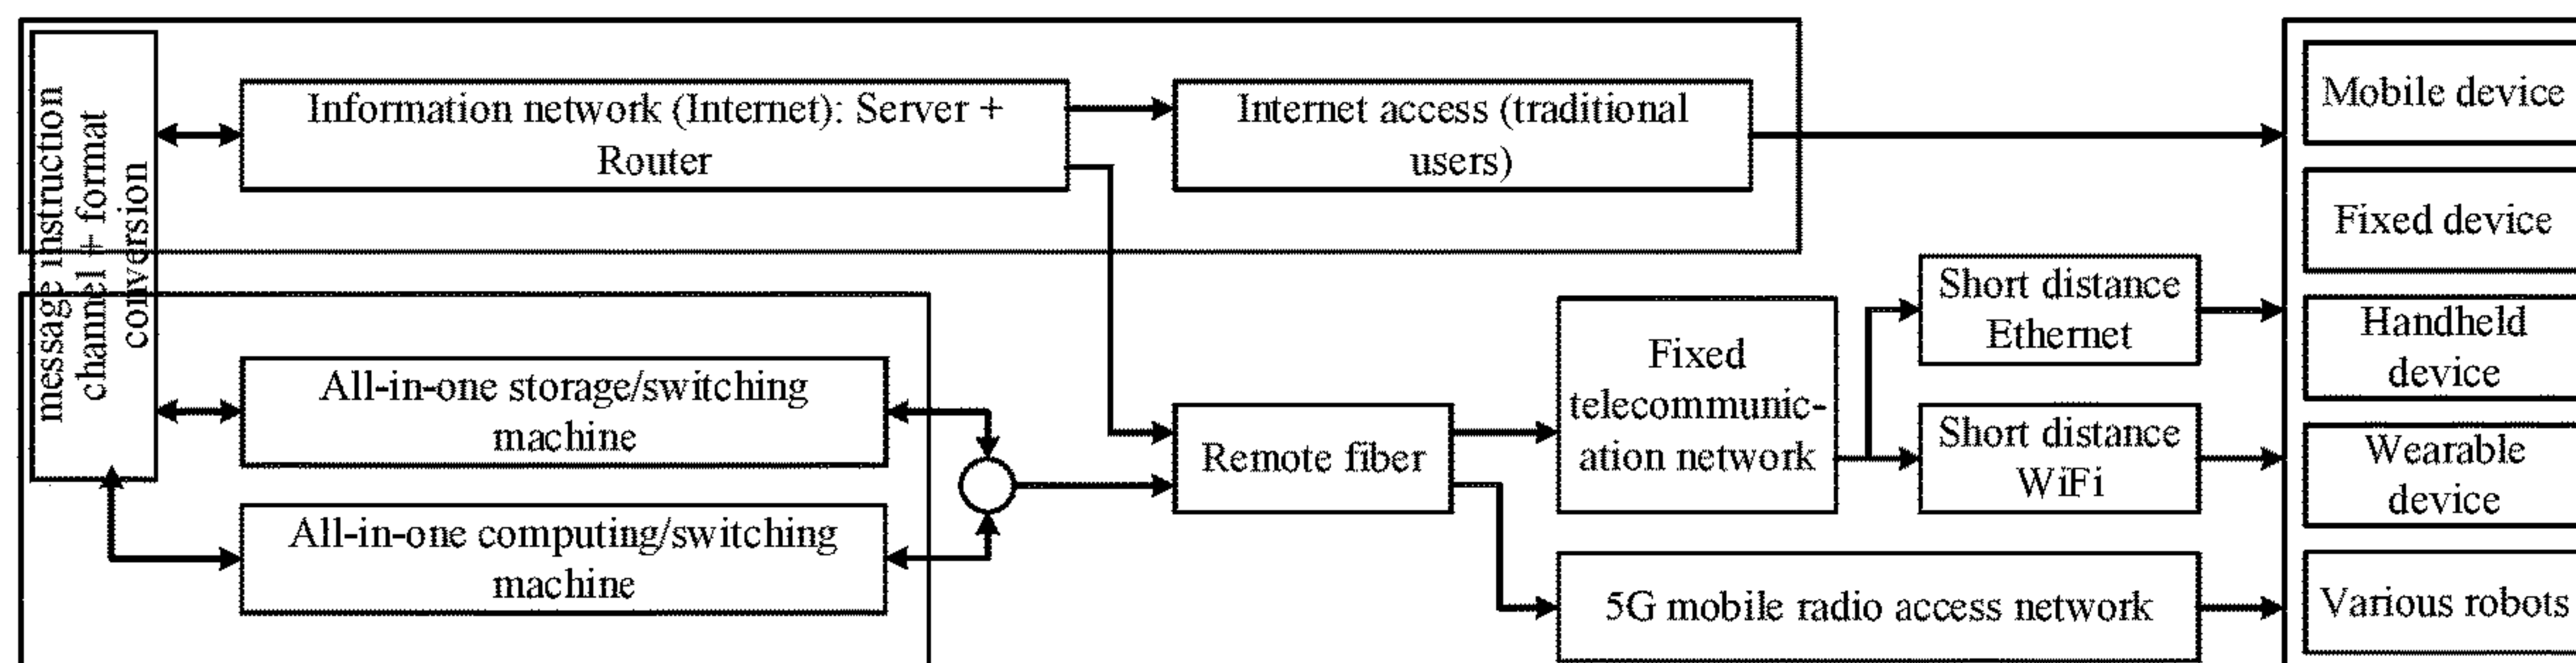 message instruction
channel + format
conversion
Information network (Internet): Server +
Router
Internet access (traditional
users)
Mobile device
Fixed device
Short distance
Ethernet
Handheld
device
Fixed
telecommunic-
ation network
All-in-one storage/switching
machine
Remote fiber
Short distance
WiFi
Wearable
device
All-in-one computing/switching
machine
5G mobile radio access network
Various robots